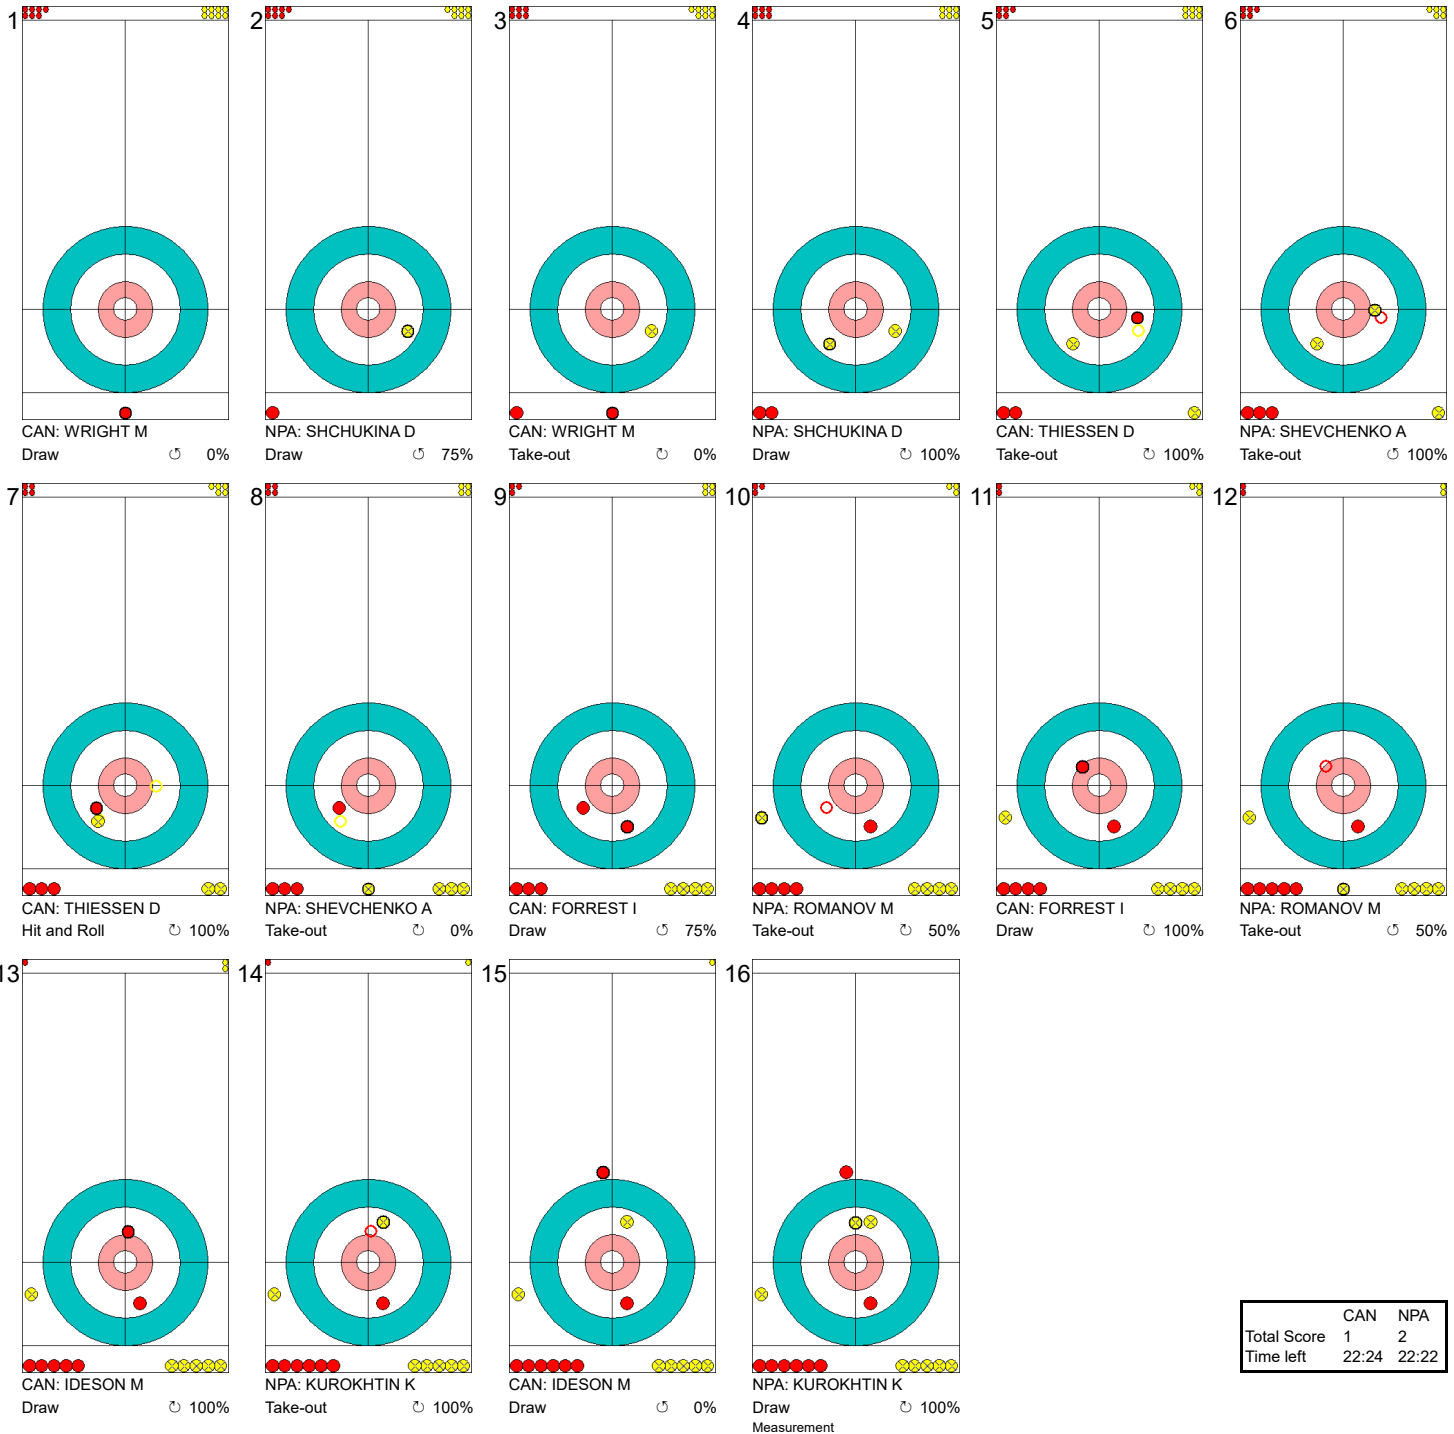 1
CAN: WRIGHT M
Draw 0%
2
NPA: SHCHUKINA D
Draw 75%
3
CAN: WRIGHT M
Take-out 0%
4
NPA: SHCHUKINA D
Draw 100%
5
CAN: THIESSEN D
Take-out 100%
6
NPA: SHEVCHENKO A
Take-out 100%
7
CAN: THIESSEN D
Hit and Roll 100%
8
NPA: SHEVCHENKO A
Take-out 0%
9
CAN: FORREST I
Draw 75%
10
NPA: ROMANOV M
Take-out 50%
11
CAN: FORREST I
Draw 100%
12
NPA: ROMANOV M
Take-out 50%
13
CAN: IDESON M
Draw 100%
14
NPA: KUROKHTIN K
Take-out 100%
15
CAN: IDESON M
Draw 0%
16
NPA: KUROKHTIN K
Draw 100%
Measurement
CAN NPA
Total Score 1 2
Time left 22:24 22:22